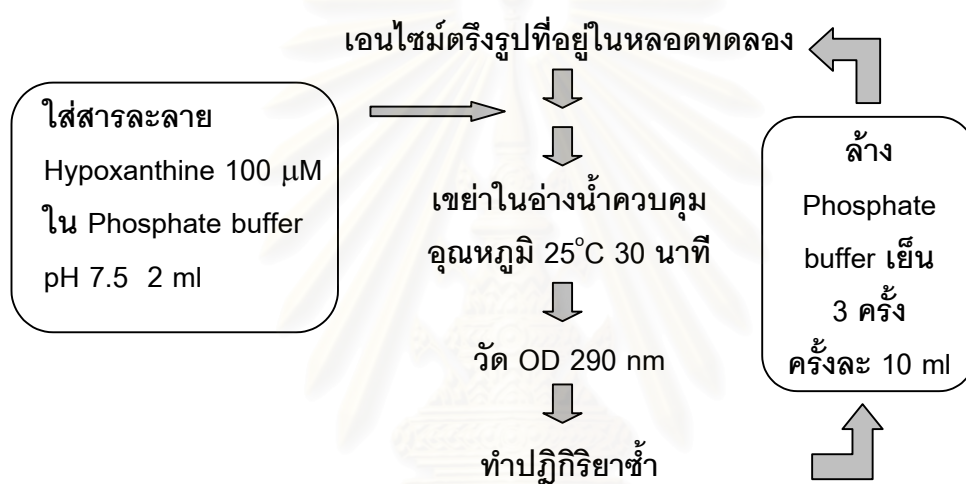 เอนไซม์ตรึงรูปที่อยู่ในหลอดทดลอง
ใส่สารละลาย
Hypoxanthine 100 μM
ใน Phosphate buffer
pH 7.5 2 ml
เขย่าในอ่างน้ำควบคุม
อุณหภูมิ 25°C 30 นาที
วัด OD 290 nm
ทำปฏิกิริยาซ้ำ
ล้าง
Phosphate
buffer เย็น
3 ครั้ง
ครั้งละ 10 ml